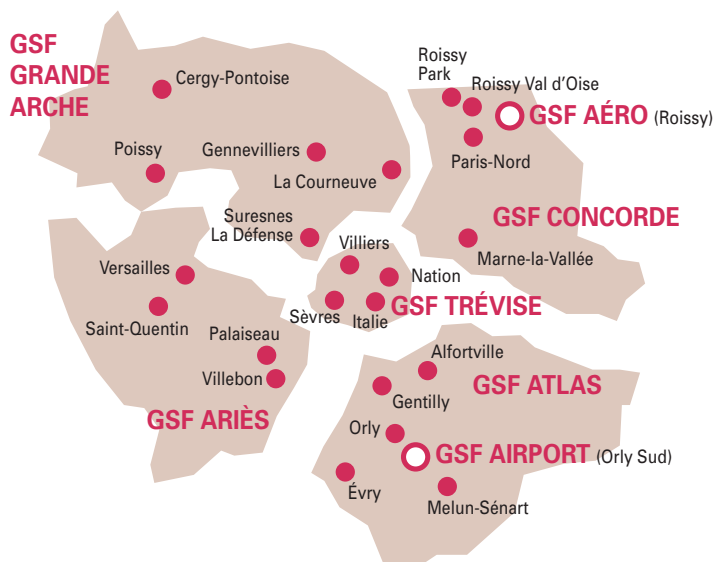 GSF
GRANDE
ARCHE
Cergy-Pontoise
Poissy
Gennevilliers
La Courneuve
Suresnes
La Défense
Roissy
Park
Roissy Val d'Oise
GSF AÉRO (Roissy)
Paris-Nord
GSF CONCORDE
Marne-la-Vallée
Villiers
Nation
Sèvres
Italie
GSF TRÉVISE
Versailles
Saint-Quentin
Palaiseau
Villebon
GSF ARIÈS
Alfortville
GSF ATLAS
Gentilly
Orly
GSF AIRPORT (Orly Sud)
Évry
Melun-Sénart